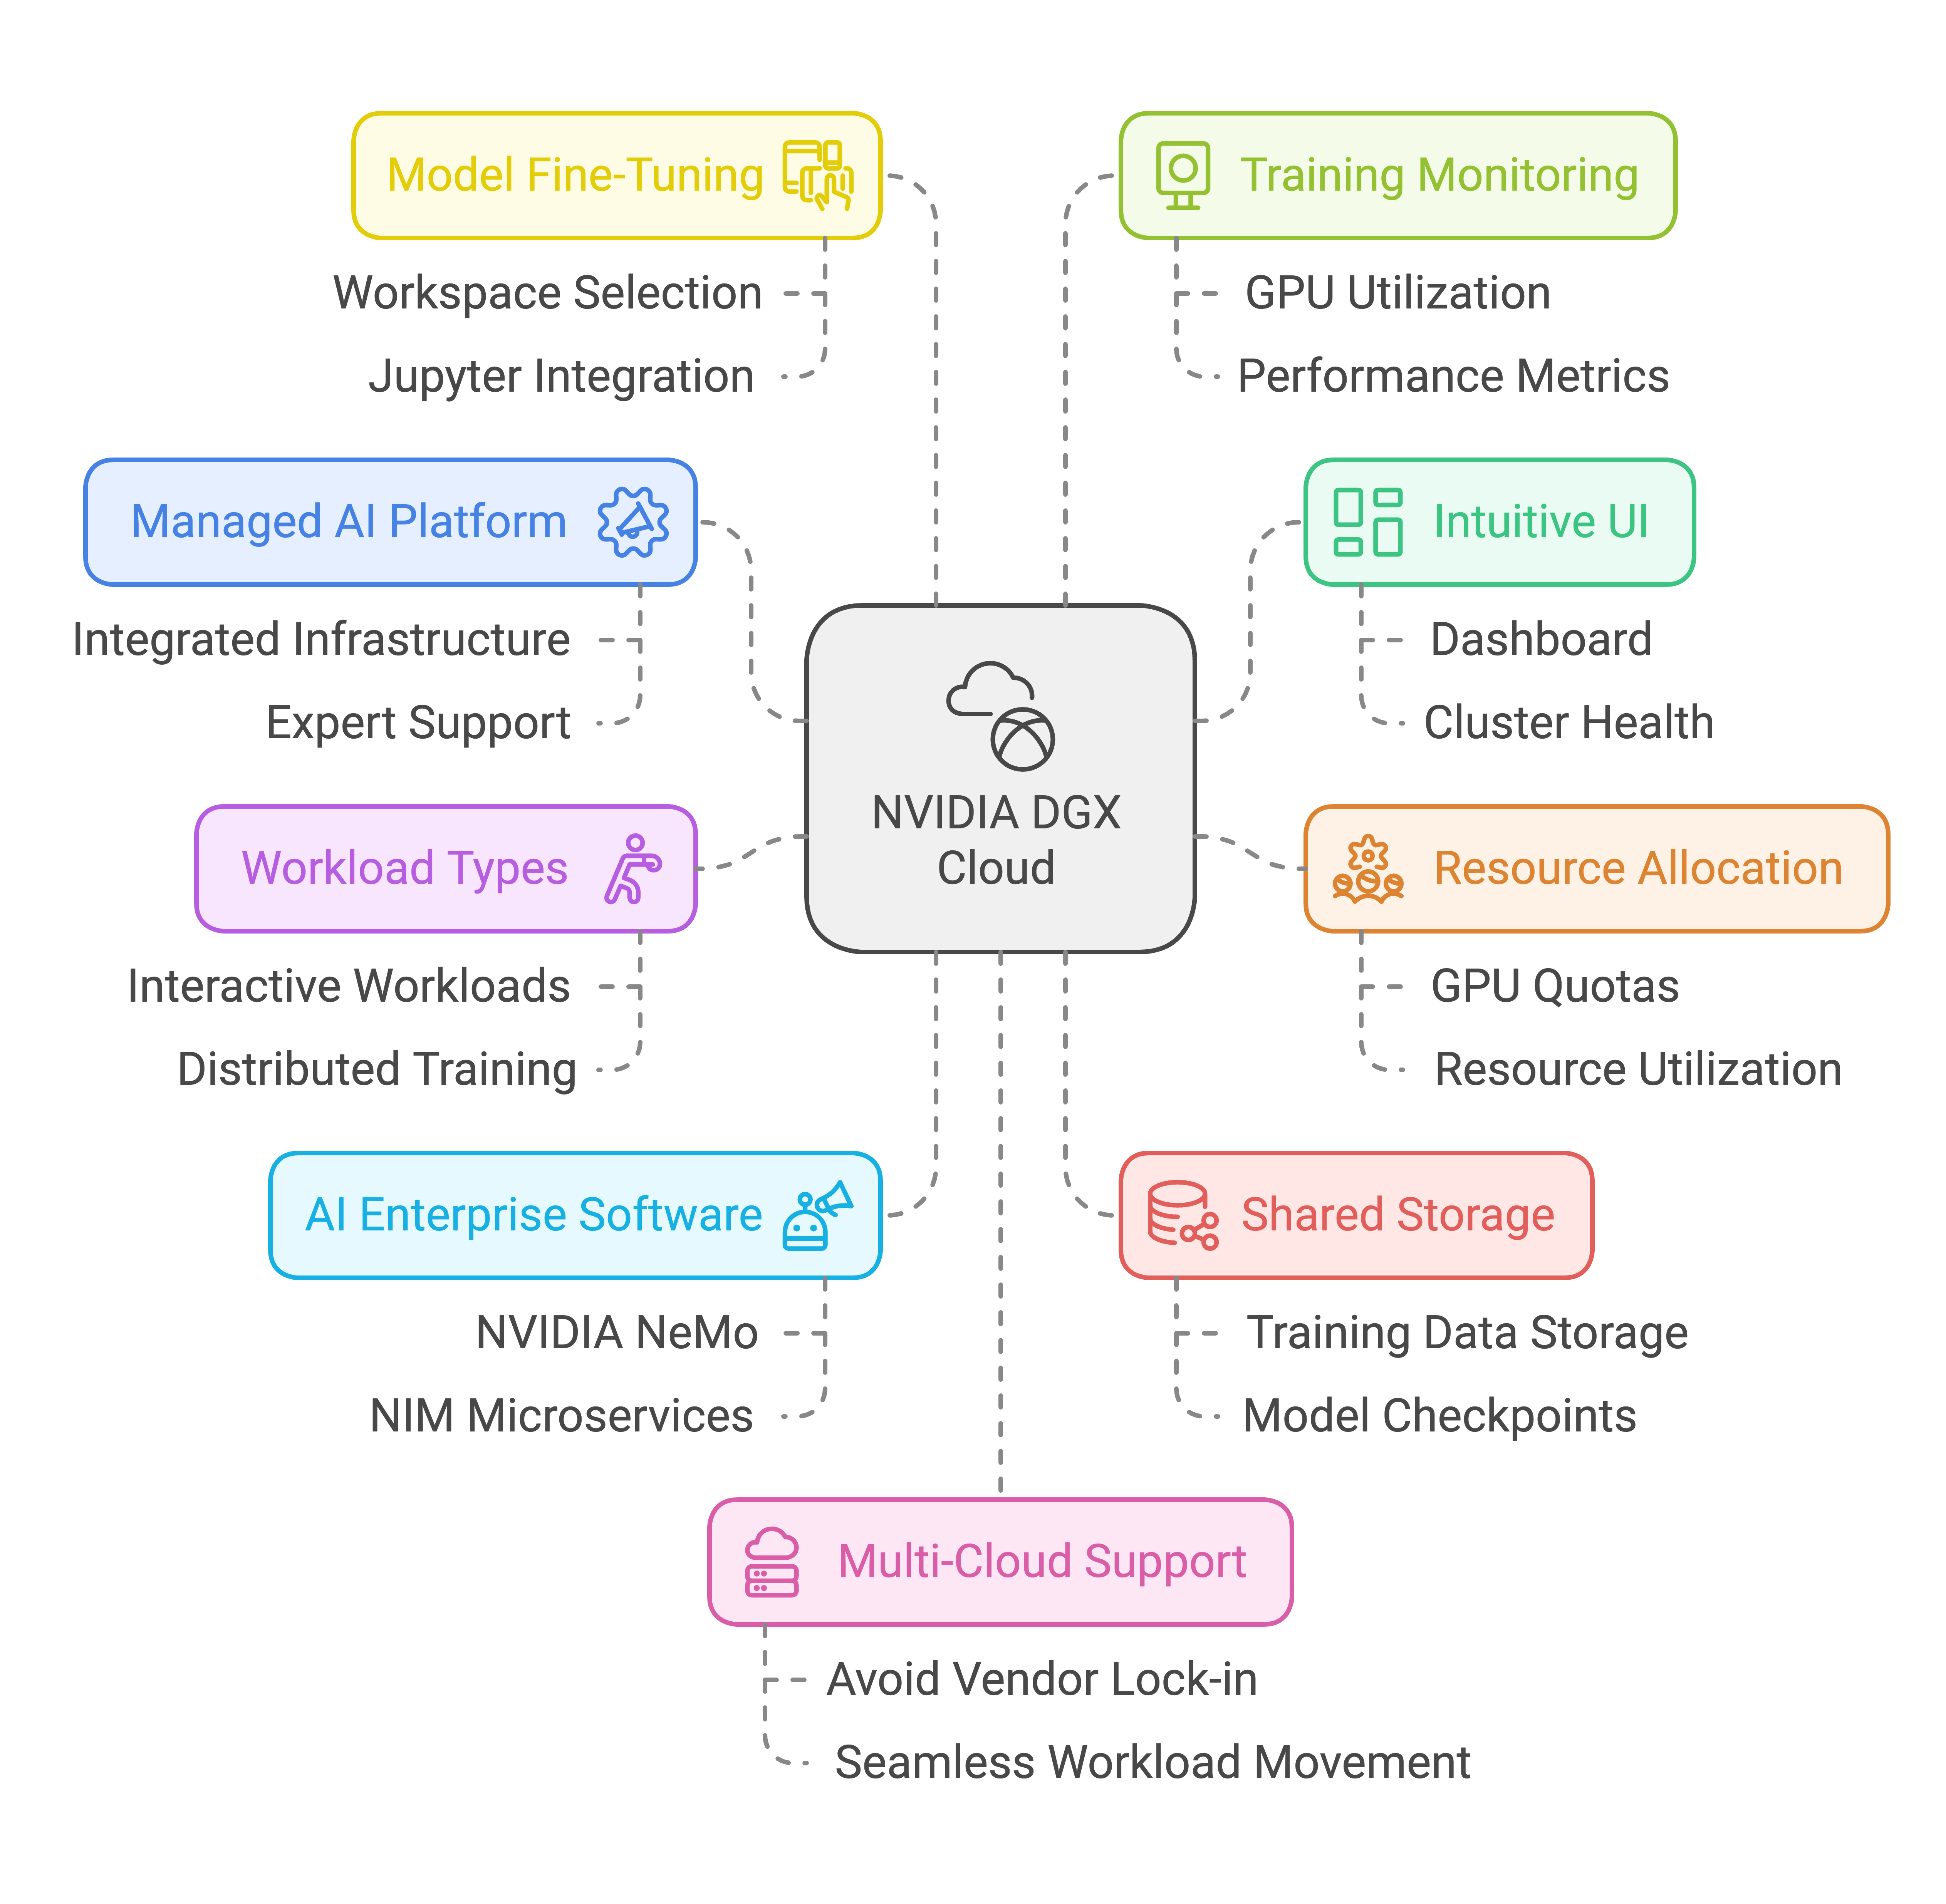 Model Fine-Tuning
Workspace Selection
Jupyter Integration
Training Monitoring
GPU Utilization
Performance Metrics
Managed AI Platform
Integrated Infrastructure
Expert Support
Intuitive UI
Dashboard
Cluster Health
NVIDIA DGX
Cloud
Workload Types
Interactive Workloads
Distributed Training
Resource Allocation
GPU Quotas
Resource Utilization
AI Enterprise Software
NVIDIA NeMo
NIM Microservices
Shared Storage
Training Data Storage
Model Checkpoints
Multi-Cloud Support
Avoid Vendor Lock-in
Seamless Workload Movement